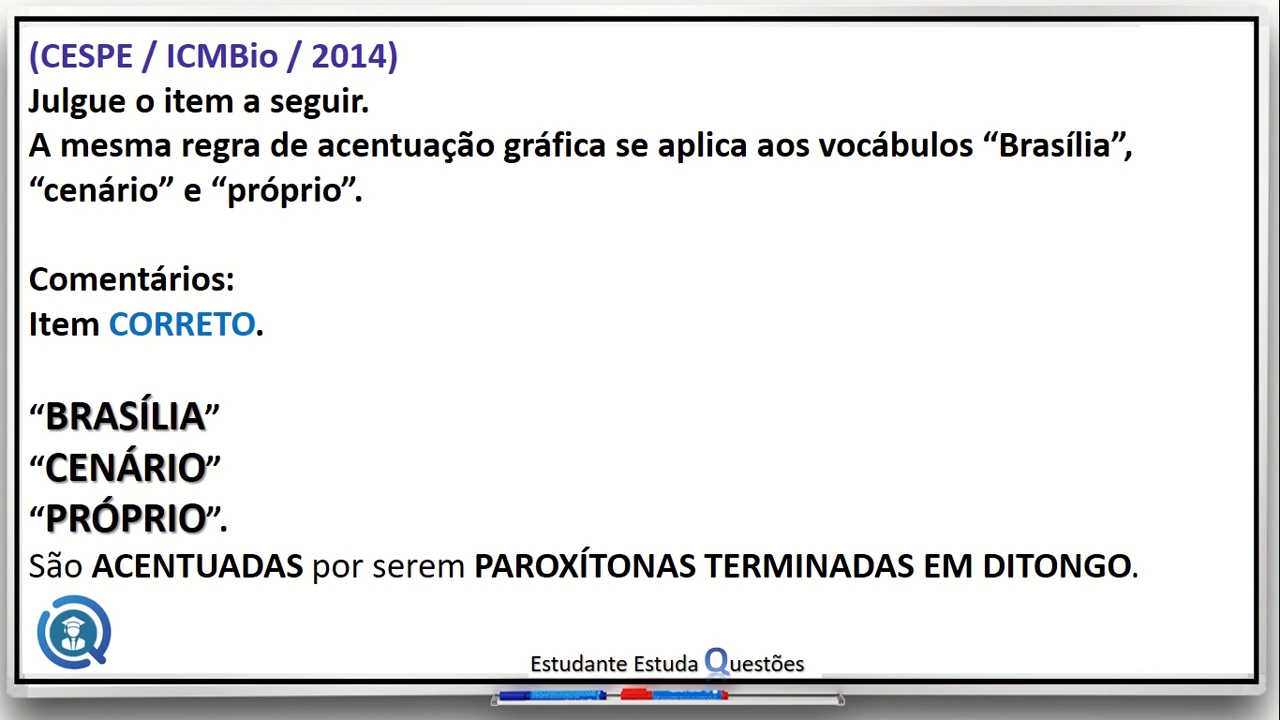 (CESPE / ICMBio / 2014)
Julgue o item a seguir.
A mesma regra de acentuação gráfica se aplica aos vocábulos “Brasília”,
“cenário” e “próprio”.
Comentários:
Item CORRETO.
“BRASÍLIA”
“CENÁRIO”
“PRÓPRIO”.
São ACENTUADAS por serem PAROXÍTONAS TERMINADAS EM DITONGO.
Estudante Estuda Questões